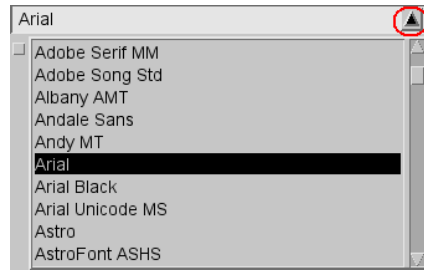 Arial
Adobe Serif MM
Adobe Song Std
Albany AMT
Andale Sans
Andy MT
Arial
Arial Black
Arial Unicode MS
Astro
AstroFont ASHS